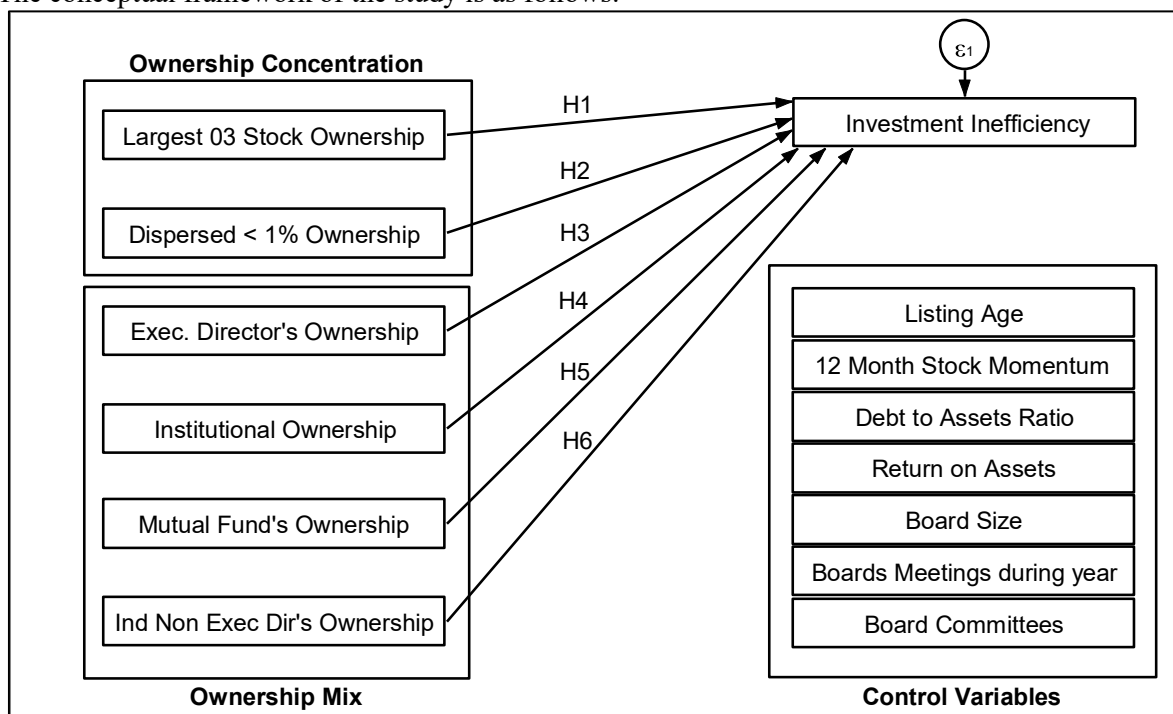 The conceptual framework of the study is as follows:
Ownership Concentration
Largest 03 Stock Ownership
Dispersed < 1% Ownership
Exec. Director's Ownership
Institutional Ownership
Mutual Fund's Ownership
Ind Non Exec Dir's Ownership
Ownership Mix
H1
H2
H3
H4
H5
H6
ε1
Investment Inefficiency
Listing Age
12 Month Stock Momentum
Debt to Assets Ratio
Return on Assets
Board Size
Boards Meetings during year
Board Committees
Control Variables